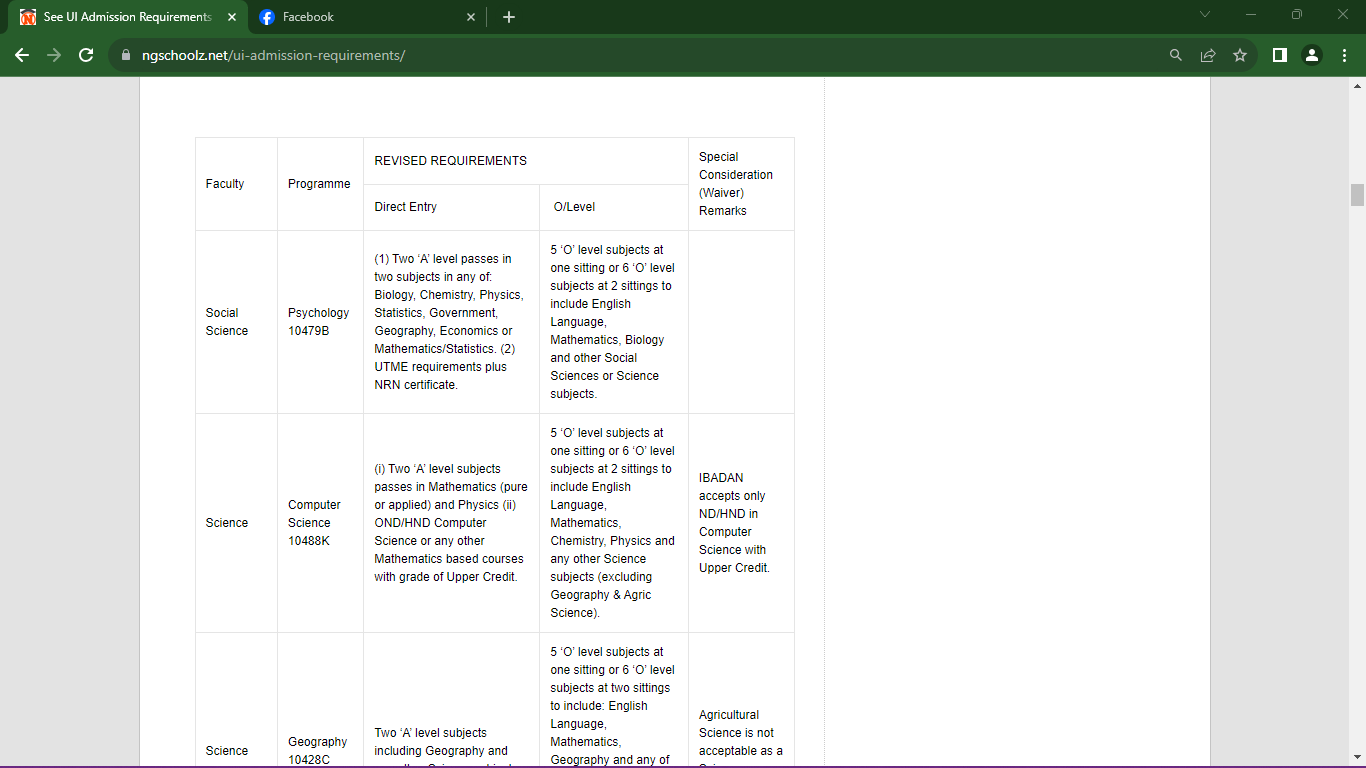 See UI Admission Requirements
Facebook
ngschoolz.net/ui-admission-requirements/
Faculty
Programme
REVISED REQUIREMENTS
Direct Entry
O/Level
Special
Consideration
(Waiver)
Remarks
Social
Science
Psychology
10479B
(1) Two ‘A’ level passes in
two subjects in any of:
Biology, Chemistry, Physics,
Statistics, Government,
Geography, Economics or
Mathematics/Statistics. (2)
UTME requirements plus
NRN certificate.
5 ‘O’ level subjects at
one sitting or 6 ‘O’ level
subjects at 2 sittings to
include English
Language,
Mathematics, Biology
and other Social
Sciences or Science
subjects.
Science
Computer
Science
10488K
(i) Two ‘A’ level subjects
passes in Mathematics (pure
or applied) and Physics (ii)
OND/HND Computer
Science or any other
Mathematics based courses
with grade of Upper Credit.
5 ‘O’ level subjects at
one sitting or 6 ‘O’ level
subjects at 2 sittings to
include English
Language,
Mathematics,
Chemistry, Physics and
any other Science
subjects (excluding
Geography & Agric
Science).
IBADAN
accepts only
ND/HND in
Computer
Science with
Upper Credit.
Science
Geography
10428C
Two ‘A’ level subjects
including Geography and
5 ‘O’ level subjects at
one sitting or 6 ‘O’ level
subjects at two sittings
to include: English
Language,
Mathematics,
Geography and any of
Agricultural
Science is not
acceptable as a